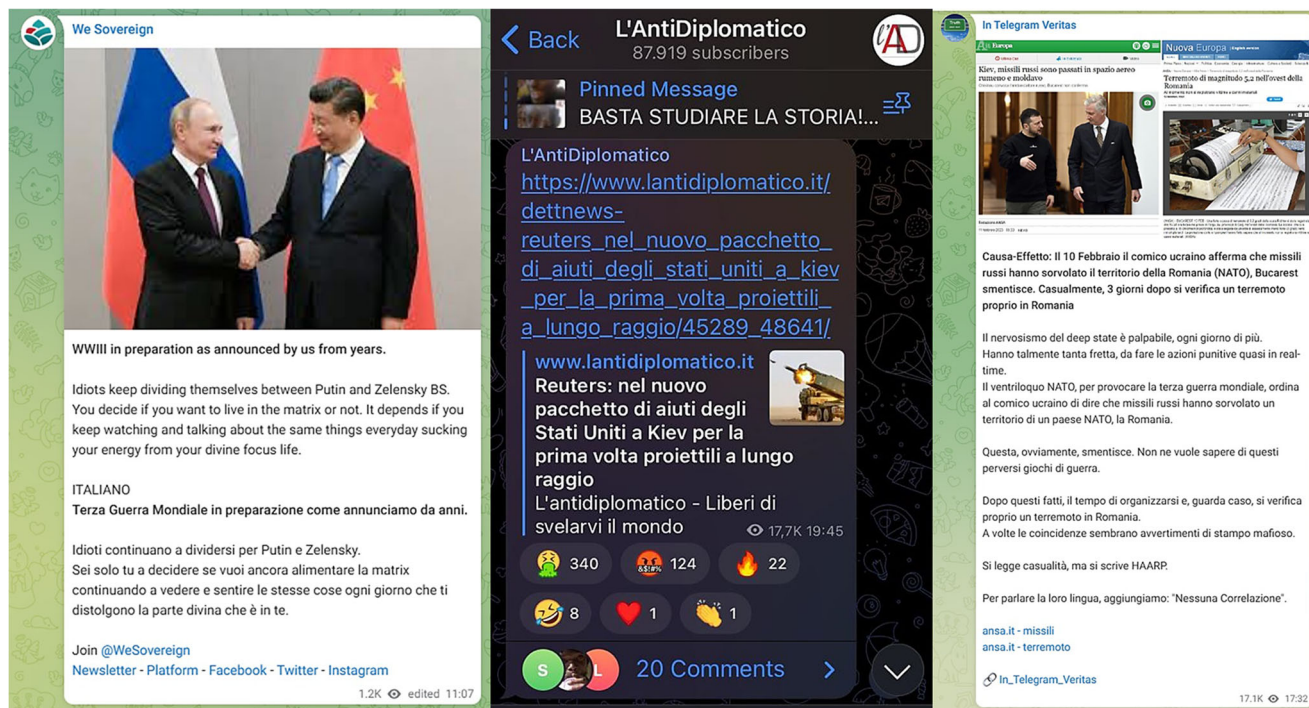 We Sovereign
WWIII in preparation as announced by us from years.
Idiots keep dividing themselves between Putin and Zelensky BS.
You decide if you want to live in the matrix or not. It depends if you
keep watching and talking about the same things everyday sucking
your energy from your divine focus life.
ITALIANO
Terza Guerra Mondiale in preparazione come annunciamo da anni.
Idioti continuano a dividersi per Putin e Zelensky.
Sei solo tu a decidere se vuoi ancora alimentare la matrix
continuando a vedere e sentire le stesse cose ogni giorno che ti
distolgono la parte divina che è in te.
Join @WeSovereign
Newsletter - Platform - Facebook - Twitter - Instagram
1.2K edited 11:07
Back
L'AntiDiplomatico
87.919 subscribers
l'AD
Pinned Message
BASTA STUDIARE LA STORIA!...
L'AntiDiplomatico
https://www.lantidiplomatico.it/
dettnews-
reuters_nel_nuovo_pacchetto_
di_aiuti_degli_stati_uniti_a_kiev
_per_la_prima_volta_proiettili_
a_lungo_raggio/45289_48641/
www.lantidiplomatico.it
Reuters: nel nuovo
pacchetto di aiuti degli
Stati Uniti a Kiev per la
prima volta proiettili a lungo
raggio
L'antidiplomatico - Liberi di
svelarvi il mondo
17,7K 19:45
340
&$!#%
124
22
8
1
1
S
L
20 Comments
In Telegram Veritas
Europa
Kiev, missili russi sono passati in spazio aereo
rumeno e moldavo
Nuova Europa
Terremoto di magnitudo 5,2 nell'ovest della
Romania
Causa-Effetto: Il 10 Febbraio il comico ucraino afferma che missili
russi hanno sorvolato il territorio della Romania (NATO), Bucarest
smentisce. Casualmente, 3 giorni dopo si verifica un terremoto
proprio in Romania
Il nervosismo del deep state è palpabile, ogni giorno di più.
Hanno talmente tanta fretta, da fare le azioni punitive quasi in real-
time.
Il ventriloquo NATO, per provocare la terza guerra mondiale, ordina
al comico ucraino di dire che missili russi hanno sorvolato un
territorio di un paese NATO, la Romania.
Questa, ovviamente, smentisce. Non ne vuole sapere di questi
perversi giochi di guerra.
Dopo questi fatti, il tempo di organizzarsi e, guarda caso, si verifica
proprio un terremoto in Romania.
A volte le coincidenze sembrano avvertimenti di stampo mafioso.
Si legge casualità, ma si scrive HAARP.
Per parlare la loro lingua, aggiungiamo: "Nessuna Correlazione".
ansa.it - missili
ansa.it - terremoto
In_Telegram_Veritas
17.1K 17:32